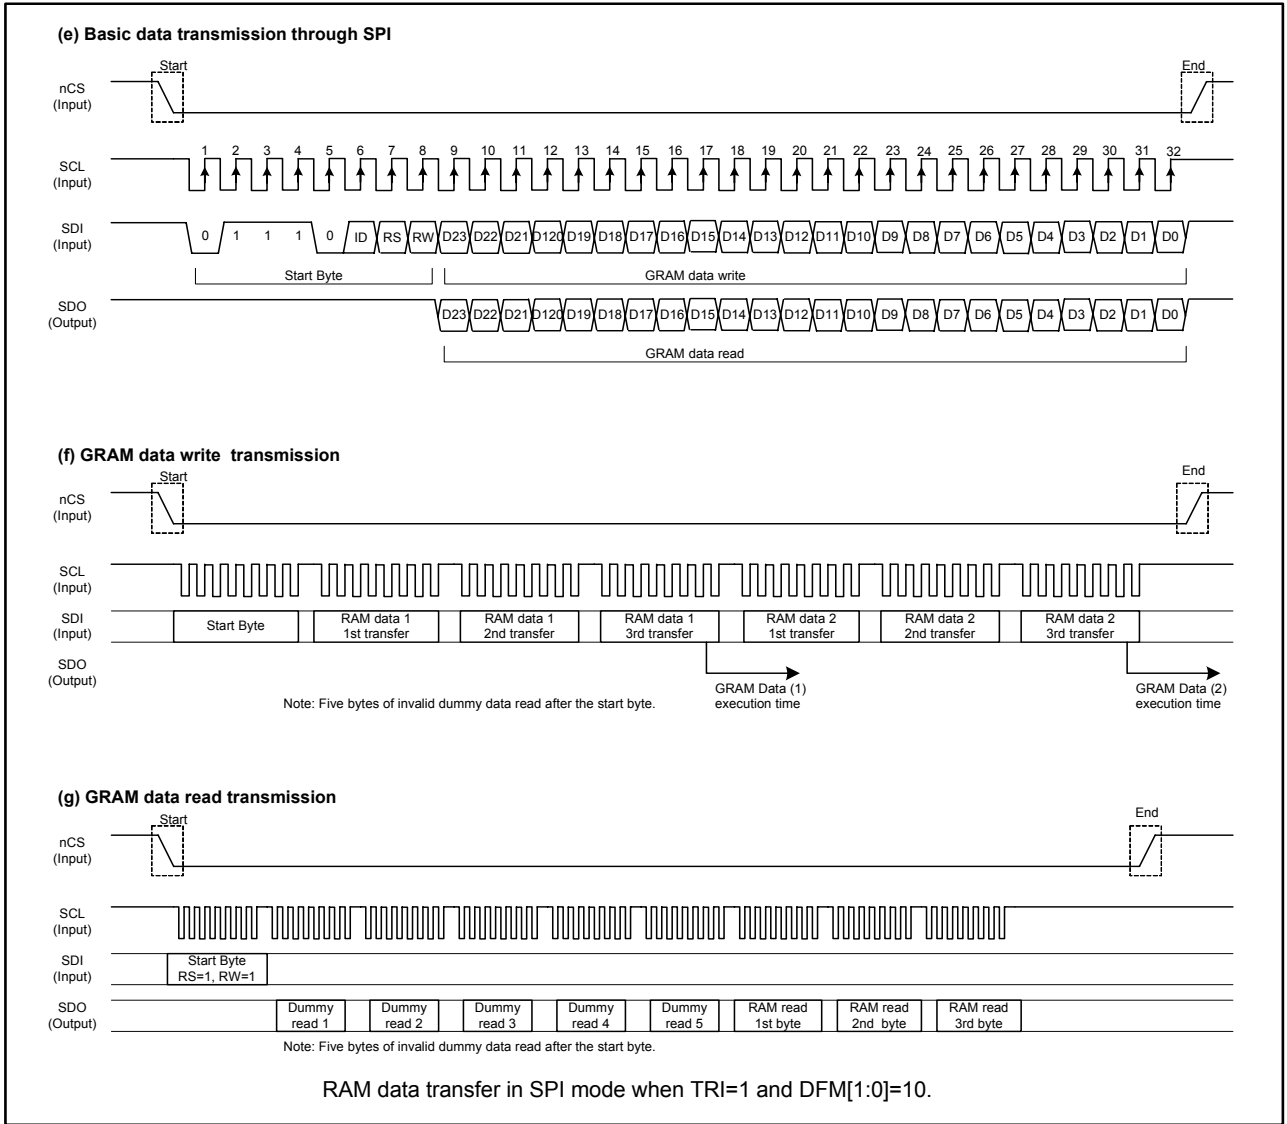 (e) Basic data transmission through SPI
Start
End
nCS
(Input)
1 2 3 4 5 6 7 8 9 10 11 12 13 14 15 16 17 18 19 20 21 22 23 24 25 26 27 28 29 30 31 32
SCL
(Input)
SDI
(Input)
0 1 1 1 0 ID RS RW D23 D22 D21 D120 D19 D18 D17 D16 D15 D14 D13 D12 D11 D10 D9 D8 D7 D6 D5 D4 D3 D2 D1 D0
Start Byte
GRAM data write
SDO
(Output)
D23 D22 D21 D120 D19 D18 D17 D16 D15 D14 D13 D12 D11 D10 D9 D8 D7 D6 D5 D4 D3 D2 D1 D0
GRAM data read
(f) GRAM data write transmission
Start
End
nCS
(Input)
SCL
(Input)
SDI
(Input)
Start Byte
RAM data 1
1st transfer
RAM data 1
2nd transfer
RAM data 1
3rd transfer
RAM data 2
1st transfer
RAM data 2
2nd transfer
RAM data 2
3rd transfer
SDO
(Output)
GRAM Data (1)
execution time
GRAM Data (2)
execution time
Note: Five bytes of invalid dummy data read after the start byte.
(g) GRAM data read transmission
Start
End
nCS
(Input)
SCL
(Input)
SDI
(Input)
Start Byte
RS=1, RW=1
SDO
(Output)
Dummy
read 1
Dummy
read 2
Dummy
read 3
Dummy
read 4
Dummy
read 5
RAM read
1st byte
RAM read
2nd byte
RAM read
3rd byte
Note: Five bytes of invalid dummy data read after the start byte.
RAM data transfer in SPI mode when TRI=1 and DFM[1:0]=10.